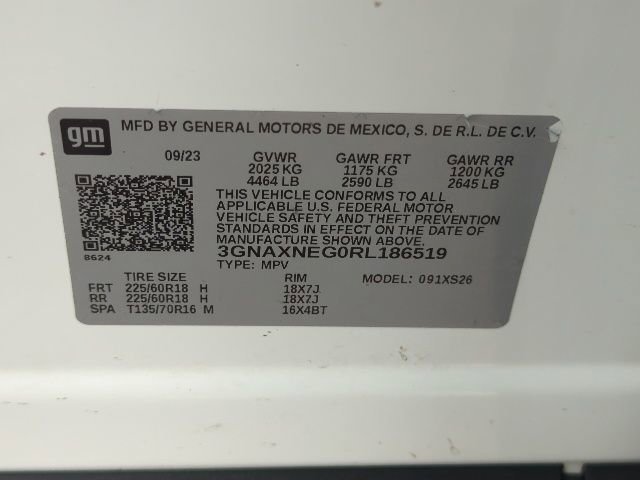 gm MFD BY GENERAL MOTORS DE MEXICO, S. DE R.L. DE C.V.
09/23 GVWR GAWR FRT GAWR RR
2025 KG 1175 KG 1200 KG
4464 LB 2590 LB 2645 LB
THIS VEHICLE CONFORMS TO ALL
APPLICABLE U.S. FEDERAL MOTOR
VEHICLE SAFETY AND THEFT PREVENTION
STANDARDS IN EFFECT ON THE DATE OF
MANUFACTURE SHOWN ABOVE.
8624 3GNAXNEG0RL186519
TYPE: MPV MODEL: 091XS26
TIRE SIZE RIM
FRT 225/60R18 H 18X7J
RR 225/60R18 H 18X7J
SPA T135/70R16 M 16X4BT